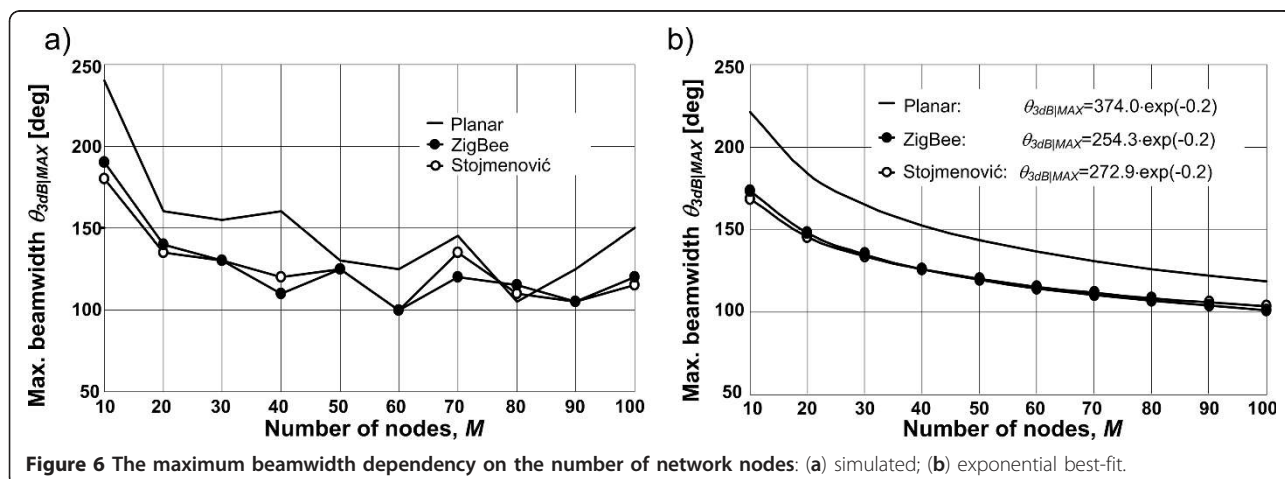 a)
Max. beamwidth θ3dB|MAX [deg]
250
200
150
100
50
Planar
ZigBee
Stojmenović
10 20 30 40 50 60 70 80 90 100
Number of nodes, M
b)
Max. beamwidth θ3dB|MAX [deg]
250
200
150
100
50
Planar: θ3dB|MAX=374.0·exp(-0.2)
ZigBee: θ3dB|MAX=254.3·exp(-0.2)
Stojmenović: θ3dB|MAX=272.9·exp(-0.2)
10 20 30 40 50 60 70 80 90 100
Number of nodes, M
Figure 6 The maximum beamwidth dependency on the number of network nodes: (a) simulated; (b) exponential best-fit.